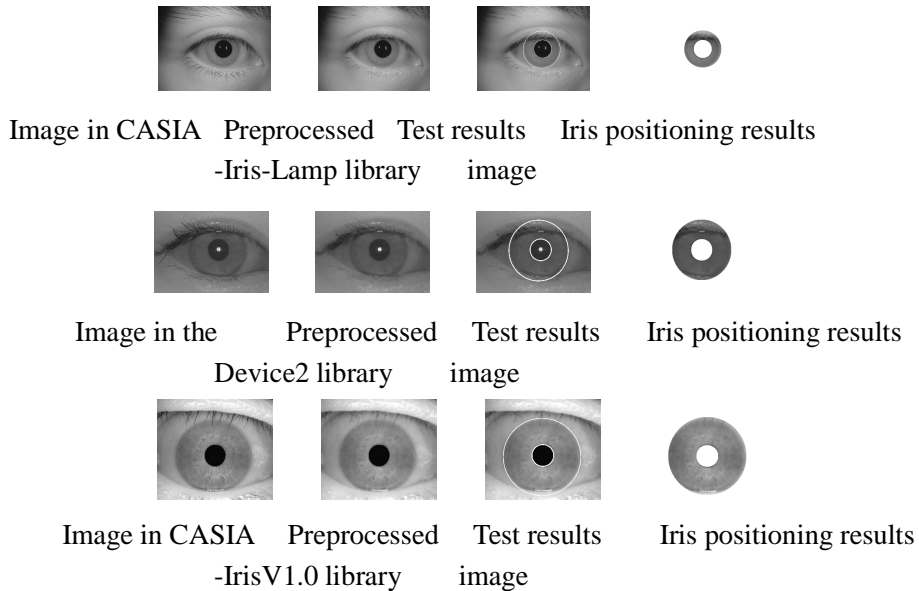 Image in CASIA Preprocessed Test results Iris positioning results
-Iris-Lamp library image
Image in the Preprocessed Test results Iris positioning results
Device2 library image
Image in CASIA Preprocessed Test results Iris positioning results
-IrisV1.0 library image